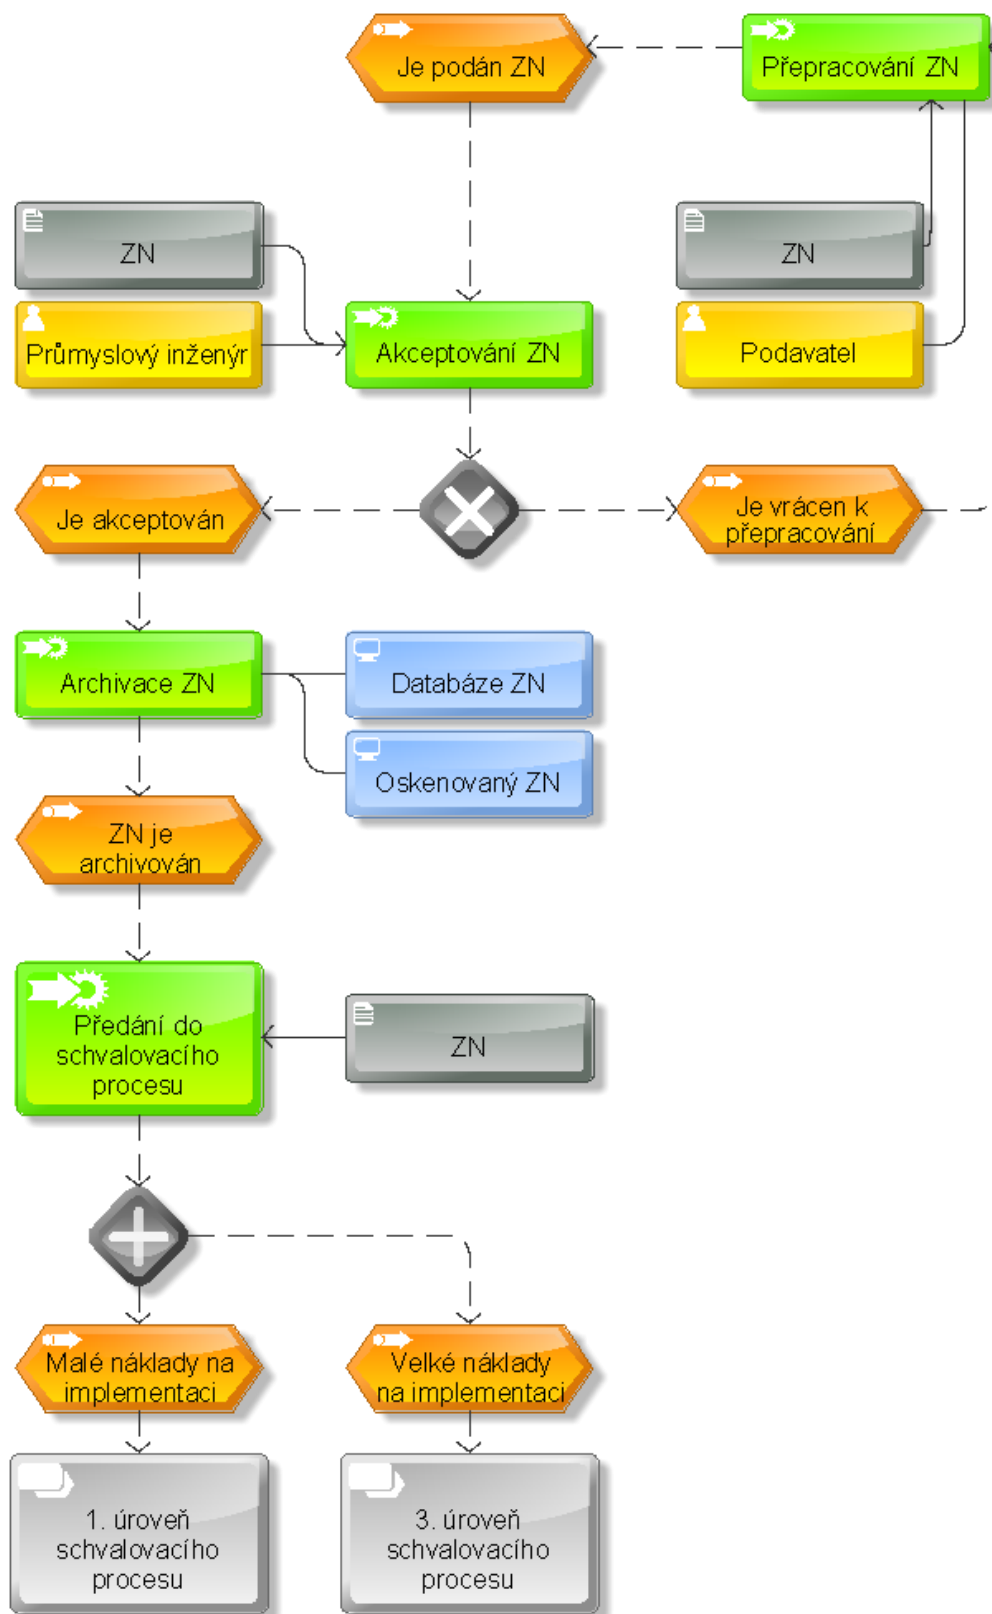 Je podán ZN
Přepracování ZN
ZN
ZN
Průmyslový inženýr
Akceptování ZN
Podavatel
Je akceptován
Je vrácen k
přepracování
Archivace ZN
Databáze ZN
Oskenovaný ZN
ZN je
archivován
Předání do
schvalovacího
procesu
ZN
Malé náklady na
implementaci
Velké náklady
na implementaci
1. úroveň
schvalovacího
procesu
3. úroveň
schvalovacího
procesu